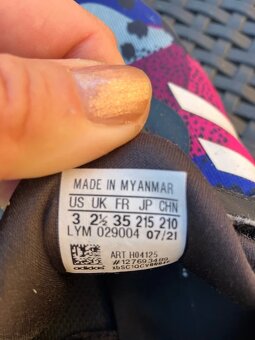 MADE IN MYANMAR
US UK FR JP CHN
3 2½ 35 215 210
LYM 029004 07/21
ART H04125
adidas